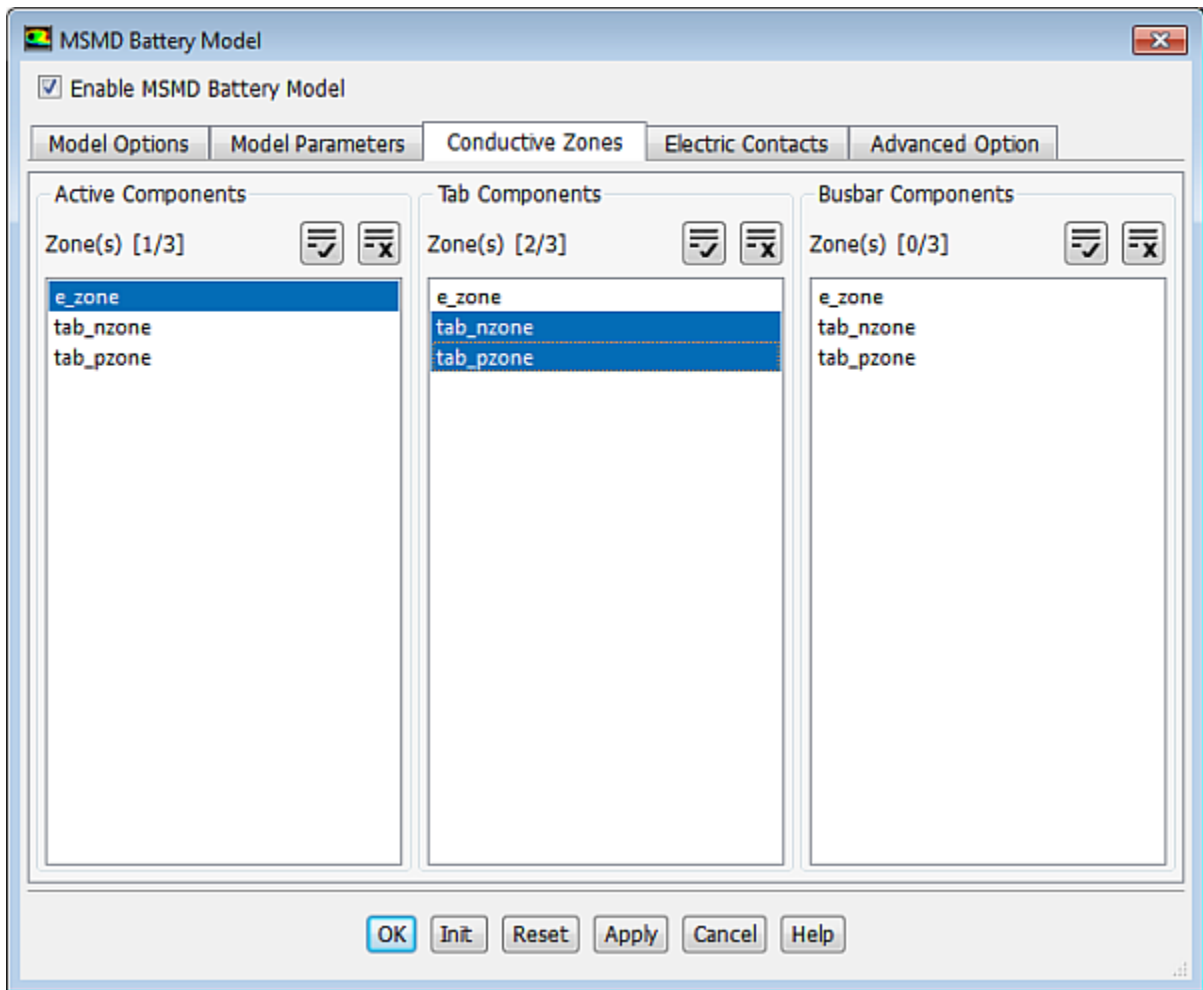 MSMD Battery Model
Enable MSMD Battery Model
Model Options Model Parameters Conductive Zones Electric Contacts Advanced Option
Active Components Tab Components Busbar Components
Zone(s) [1/3] Zone(s) [2/3] Zone(s) [0/3]
e_zone e_zone e_zone
tab_nzone tab_nzone tab_nzone
tab_pzone tab_pzone tab_pzone
OK Init Reset Apply Cancel Help